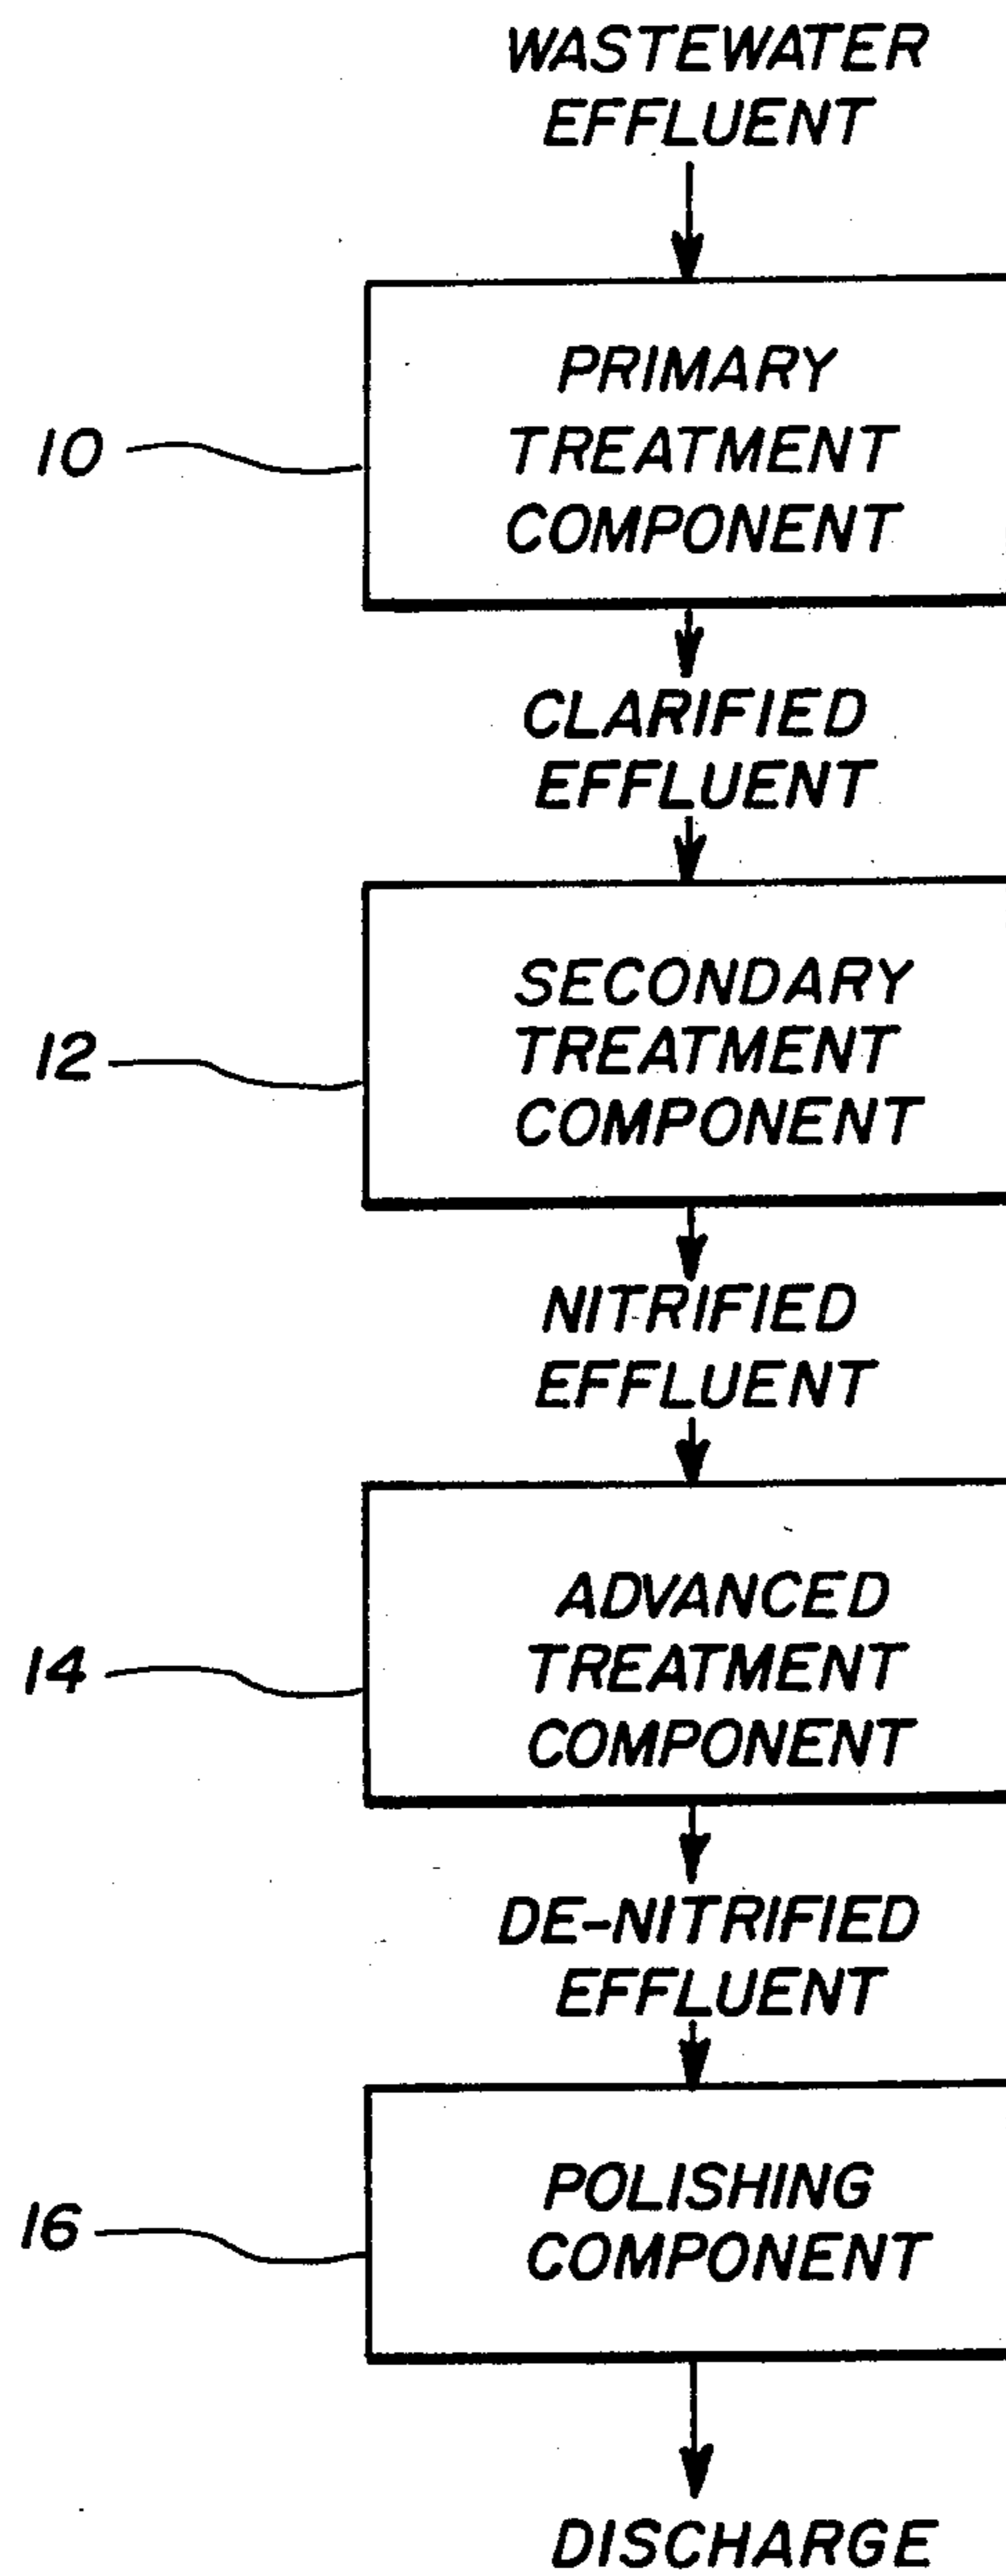 WASTEWATER
EFFLUENT
PRIMARY
10
TREATMENT
COMPONENT
CLARIFIED
EFFLUENT
SECONDARY
12
TREATMENT
COMPONENT
NITRIFIED
EFFLUENT
ADVANCED
14
TREATMENT
COMPONENT
DE-NITRIFIED
EFFLUENT
POLISHING
16
COMPONENT
DISCHARGE